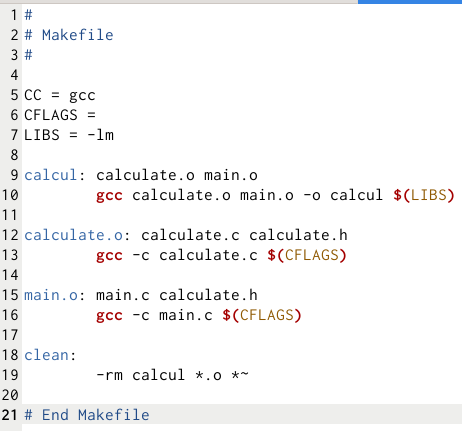 1 #
2 # Makefile
3 #
4
5 CC = gcc
6 CFLAGS =
7 LIBS = -lm
8
9 calcul: calculate.o main.o
10 gcc calculate.o main.o -o calcul $(LIBS)
11
12 calculate.o: calculate.c calculate.h
13 gcc -c calculate.c $(CFLAGS)
14
15 main.o: main.c calculate.h
16 gcc -c main.c $(CFLAGS)
17
18 clean:
19 -rm calcul *.o *~
20
21 # End Makefile